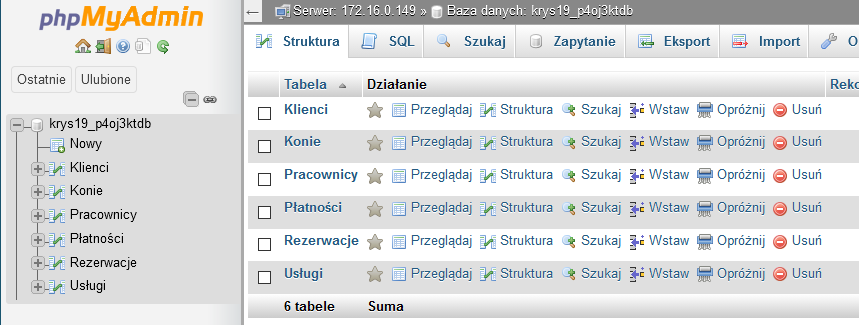 phpMyAdmin
Ostatnie Ulubione
krys19_p4oj3ktdb
Nowy
Klienci
Konie
Pracownicy
Płatności
Rezerwacje
Usługi
Serwer: 172.16.0.149 » Baza danych: krys19_p4oj3ktdb
Struktura SQL Szukaj Zapytanie Eksport Import O
Tabela Działanie Reko
Klienci Przeglądaj Struktura Szukaj Wstaw Opróżnij Usuń
Konie Przeglądaj Struktura Szukaj Wstaw Opróżnij Usuń
Pracownicy Przeglądaj Struktura Szukaj Wstaw Opróżnij Usuń
Płatności Przeglądaj Struktura Szukaj Wstaw Opróżnij Usuń
Rezerwacje Przeglądaj Struktura Szukaj Wstaw Opróżnij Usuń
Usługi Przeglądaj Struktura Szukaj Wstaw Opróżnij Usuń
6 tabele Suma